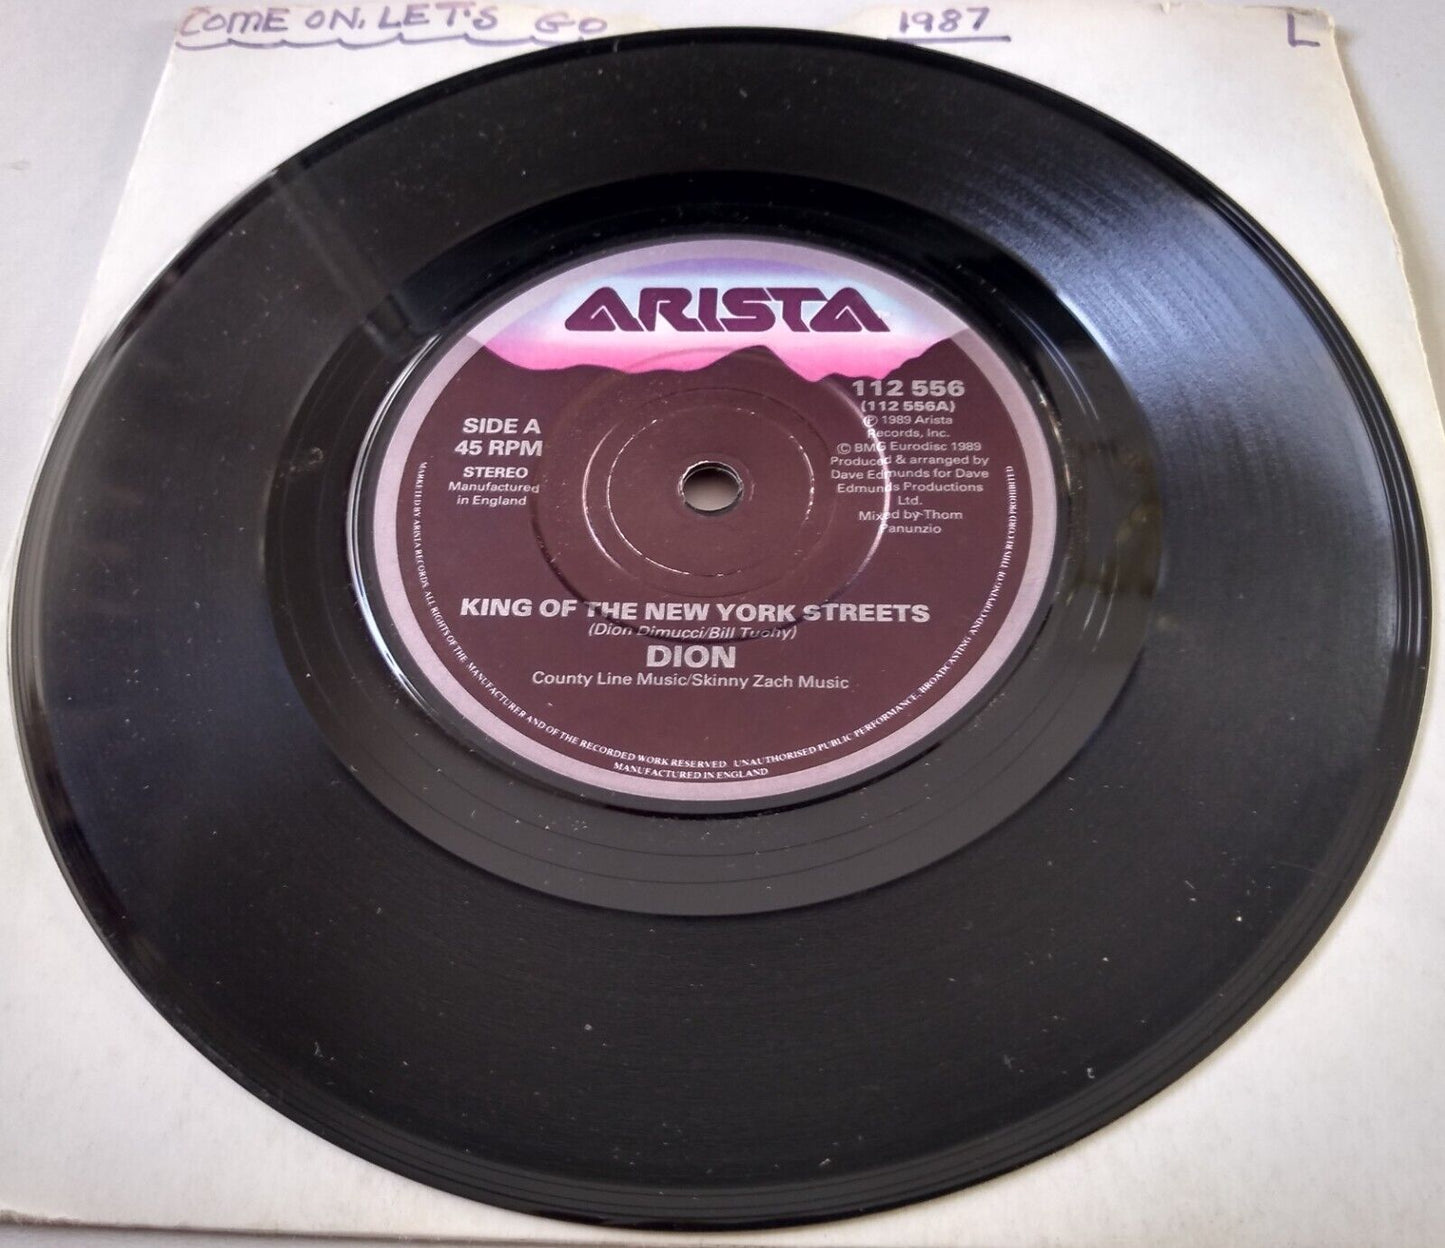 COME ON, LET'S GO
1987
L
ARISTA
112 556
(112 556A)
℗ 1989 Arista
Records, Inc.
© BMG Eurodisc 1989
Produced & arranged by
Dave Edmunds for Dave
Edmunds Productions
Ltd.
Mixed by Thom
Panunzio
SIDE A
45 RPM
STEREO
Manufactured
in England
KING OF THE NEW YORK STREETS
(Dion Dimucci/Bill Tuohy)
DION
County Line Music/Skinny Zach Music
MARKETED BY ARISTA RECORDS. ALL RIGHTS OF THE MANUFACTURER AND OF THE RECORDED WORK RESERVED UNAUTHORISED PUBLIC PERFORMANCE, BROADCASTING AND COPYING OF THIS RECORD PROHIBITED
MANUFACTURED IN ENGLAND